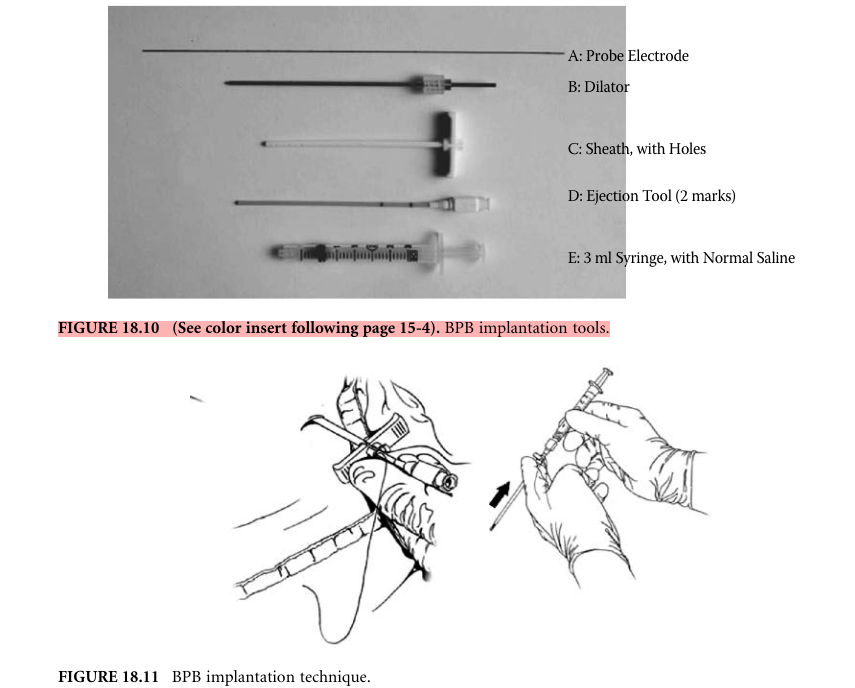 A: Probe Electrode
B: Dilator
C: Sheath, with Holes
D: Ejection Tool (2 marks)
E: 3 ml Syringe, with Normal Saline
FIGURE 18.10 (See color insert following page 15-4). BPB implantation tools.
FIGURE 18.11 BPB implantation technique.